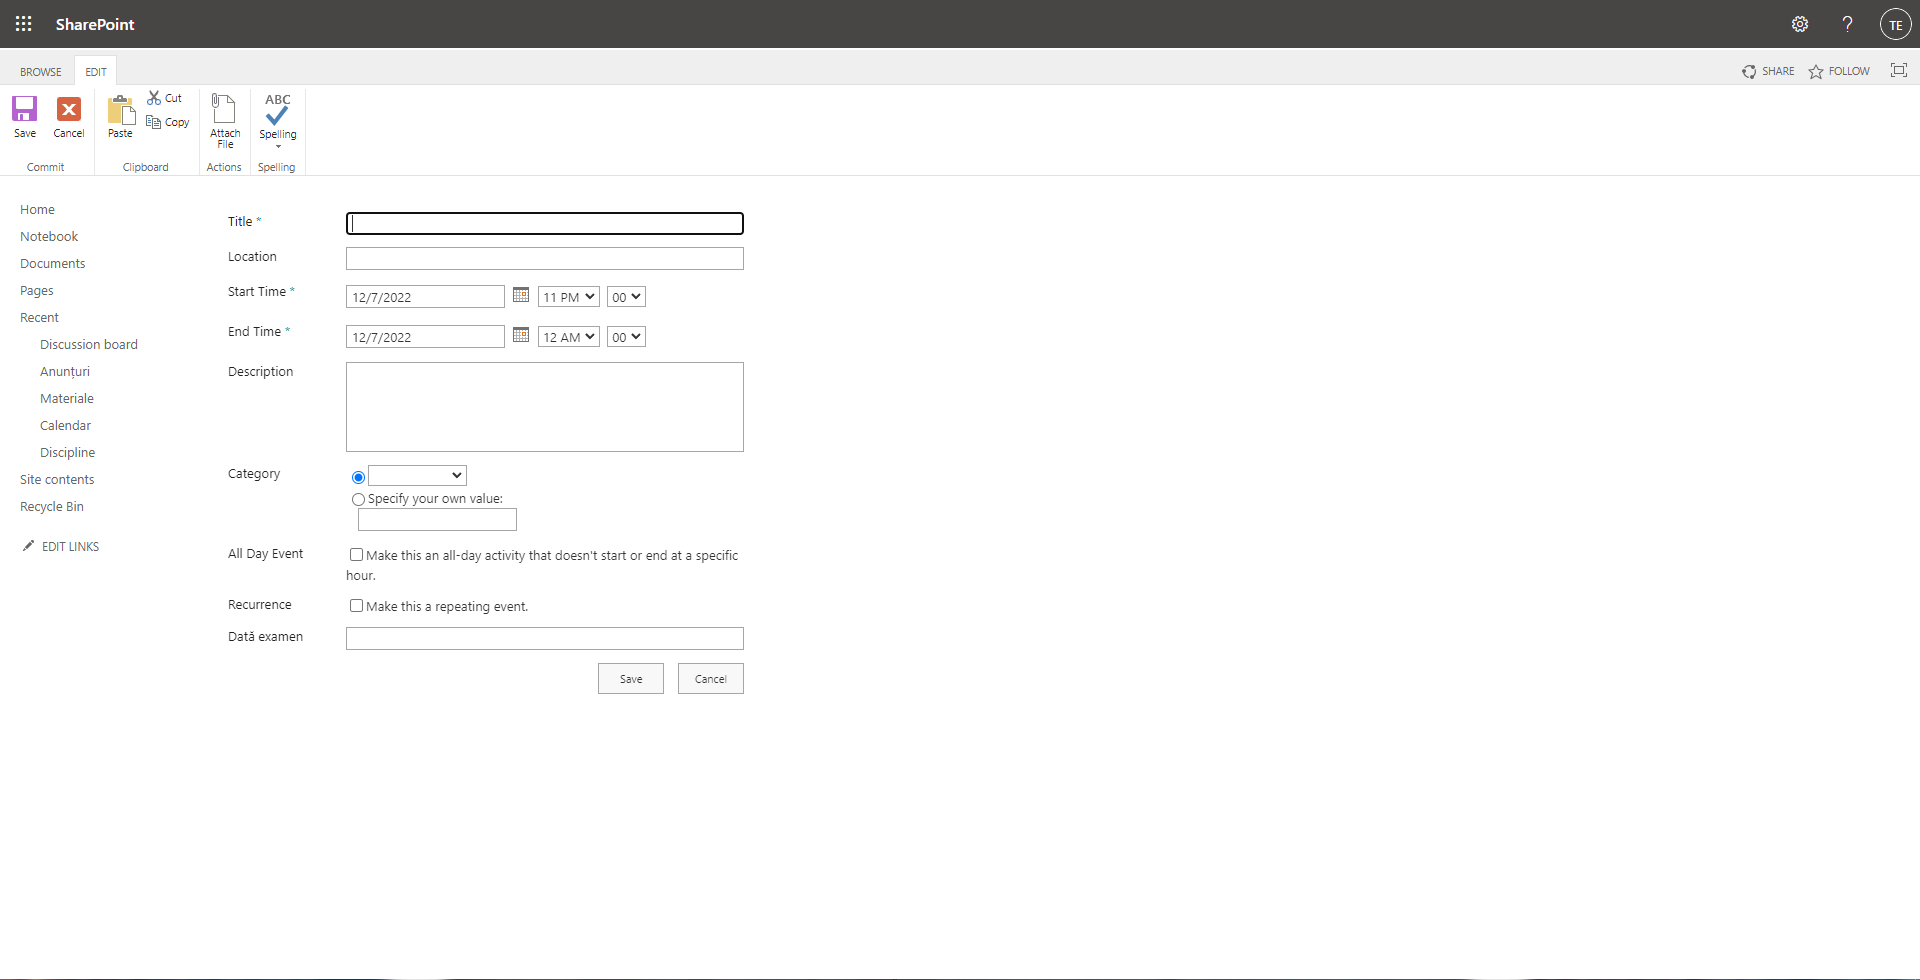 SharePoint
TE
BROWSE EDIT
SHARE FOLLOW
Save
Cancel
Commit
Paste
Cut
Copy
Clipboard
Attach
File
Actions
ABC
Spelling
Spelling
Home
Notebook
Documents
Pages
Recent
Discussion board
Anunțuri
Materiale
Calendar
Discipline
Site contents
Recycle Bin
EDIT LINKS
Title *
Location
Start Time * 12/7/2022 11 PM 00
End Time * 12/7/2022 12 AM 00
Description
Category
Specify your own value:
All Day Event Make this an all-day activity that doesn't start or end at a specific
hour.
Recurrence Make this a repeating event.
Dată examen
Save Cancel